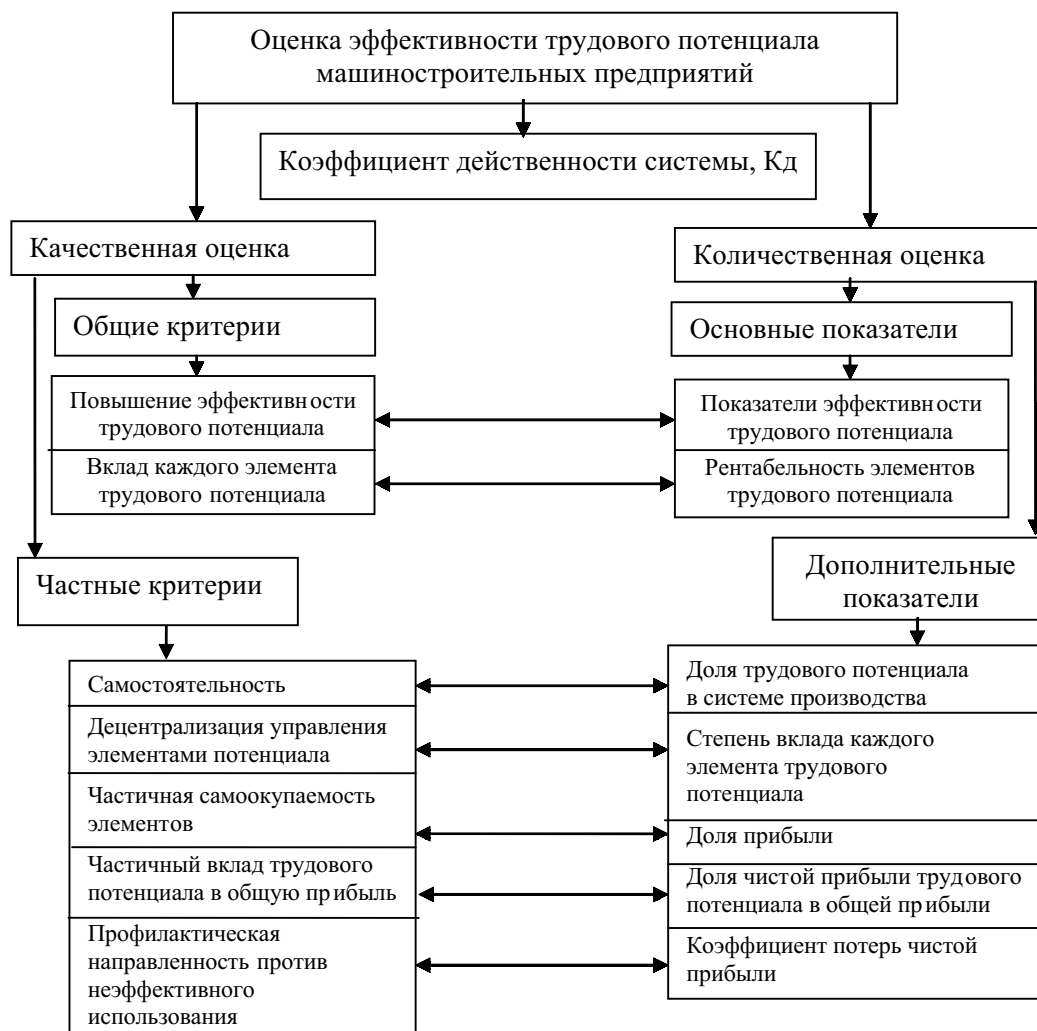 Оценка эффективности трудового потенциала
машиностроительных предприятий
Коэффициент действенности системы, Кд
Качественная оценка
Количественная оценка
Общие критерии
Основные показатели
Повышение эффективности
трудового потенциала
Показатели эффективности
трудового потенциала
Вклад каждого элемента
трудового потенциала
Рентабельность элементов
трудового потенциала
Частные критерии
Дополнительные
показатели
Самостоятельность
Доля трудового потенциала
в системе производства
Децентрализация управления
элементами потенциала
Степень вклада каждого
элемента трудового
потенциала
Частичная самоокупаемость
элементов
Доля прибыли
Частичный вклад трудового
потенциала в общую прибыль
Доля чистой прибыли трудового
потенциала в общей прибыли
Профилактическая
направленность против
неэффективного
использования
Коэффициент потерь чистой
прибыли